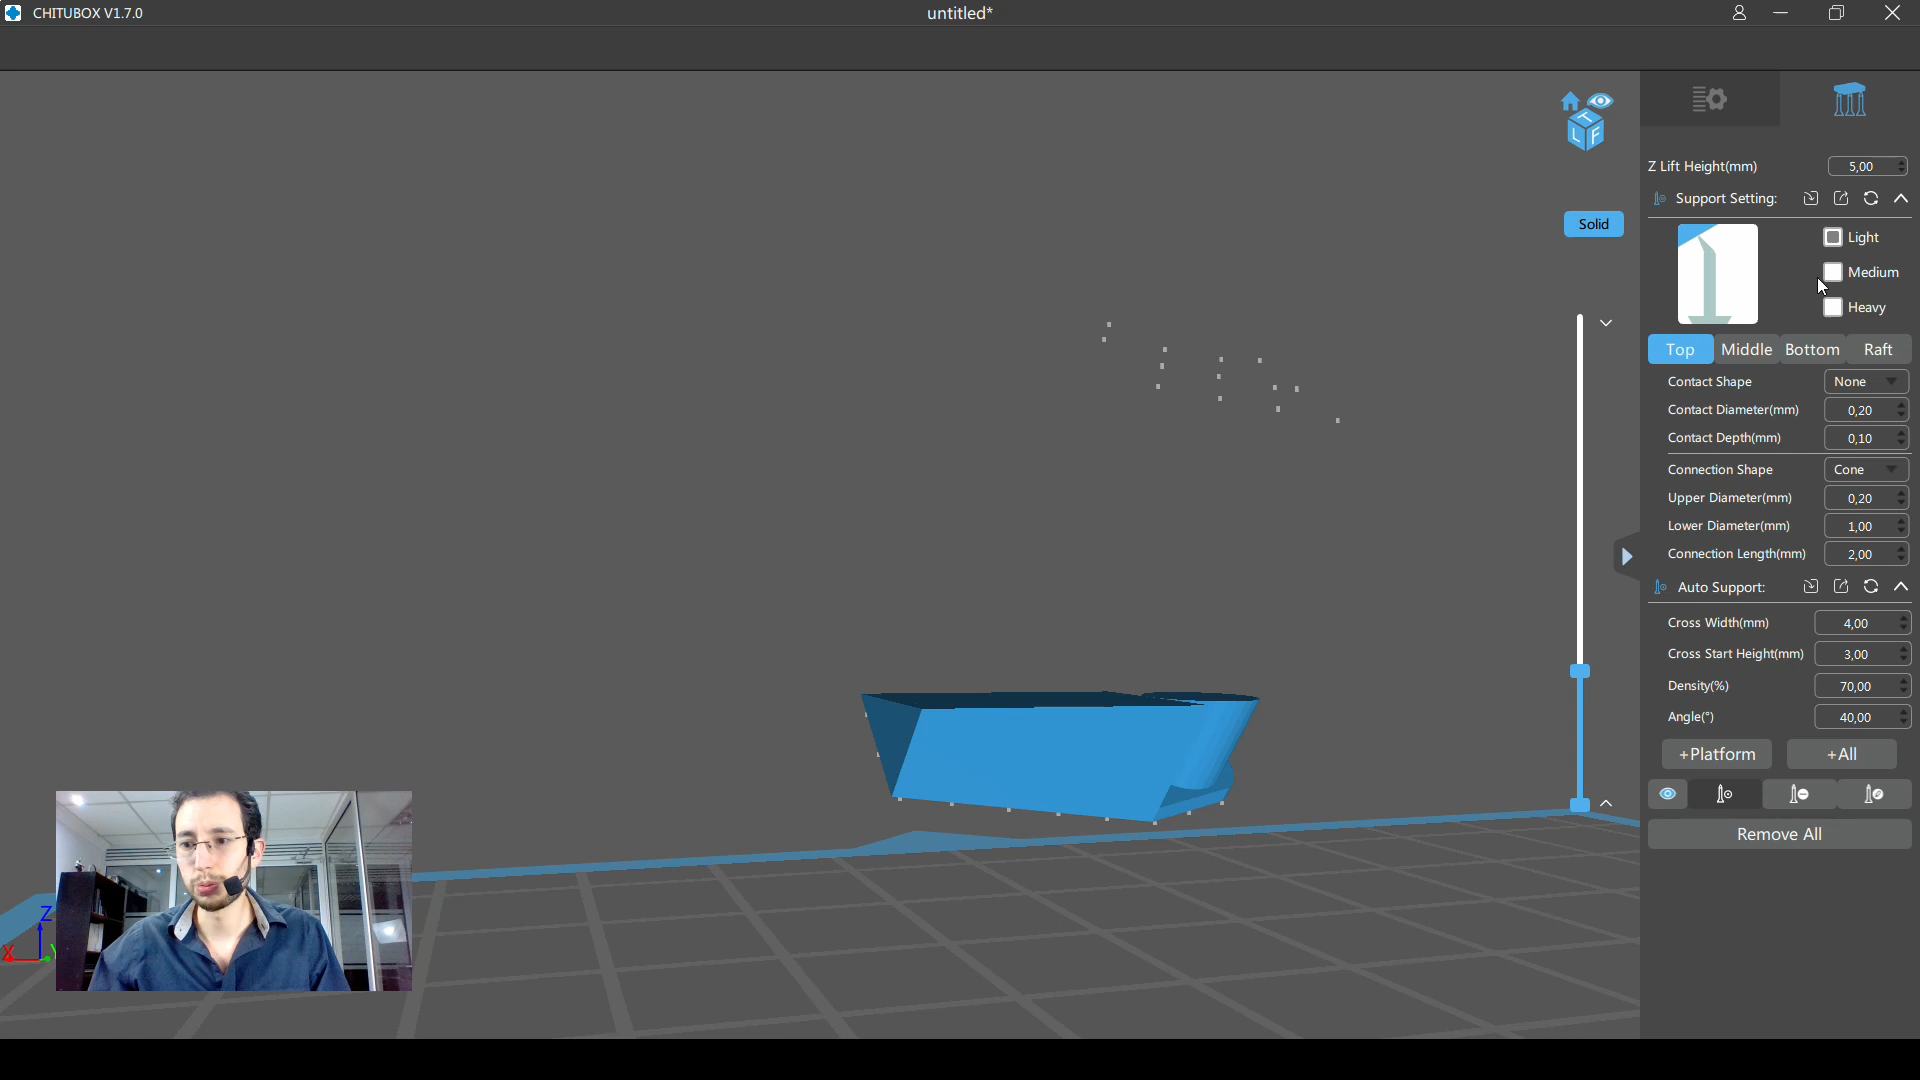 CHITUBOX V1.7.0
untitled*
T
L F
Z Lift Height(mm) 5,00
Support Setting:
Solid
Light
Medium
Heavy
Top Middle Bottom Raft
Contact Shape None
Contact Diameter(mm) 0,20
Contact Depth(mm) 0,10
Connection Shape Cone
Upper Diameter(mm) 0,20
Lower Diameter(mm) 1,00
Connection Length(mm) 2,00
Auto Support:
Cross Width(mm) 4,00
Cross Start Height(mm) 3,00
Density(%) 70,00
Angle(°) 40,00
+Platform +All
Remove All
Z
X Y